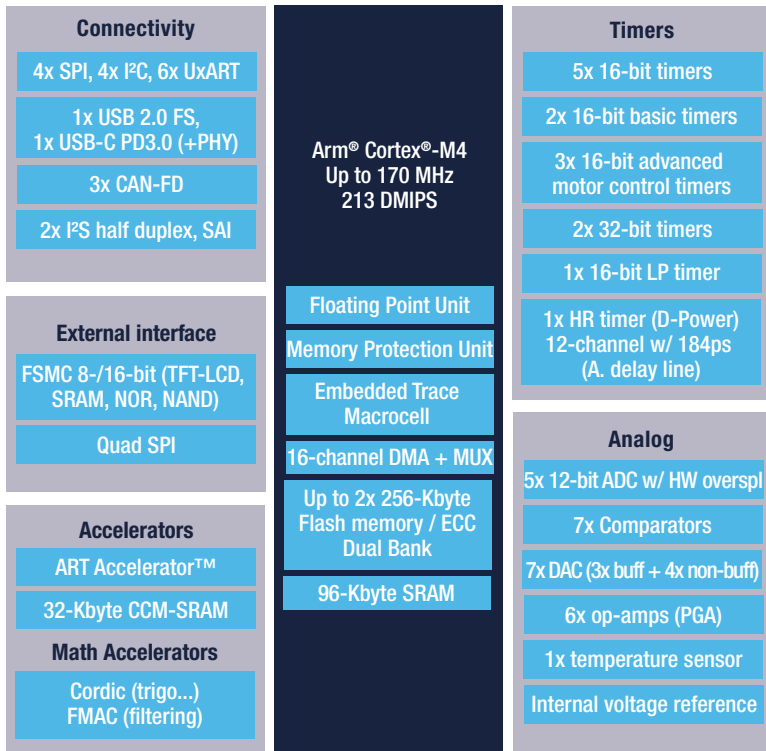 Connectivity
4x SPI, 4x I²C, 6x UxART
1x USB 2.0 FS,
1x USB-C PD3.0 (+PHY)
3x CAN-FD
2x I²S half duplex, SAI
External interface
FSMC 8-/16-bit (TFT-LCD,
SRAM, NOR, NAND)
Quad SPI
Accelerators
ART Accelerator™
32-Kbyte CCM-SRAM
Math Accelerators
Cordic (trigo...)
FMAC (filtering)
Arm® Cortex®-M4
Up to 170 MHz
213 DMIPS
Floating Point Unit
Memory Protection Unit
Embedded Trace
Macrocell
16-channel DMA + MUX
Up to 2x 256-Kbyte
Flash memory / ECC
Dual Bank
96-Kbyte SRAM
Timers
5x 16-bit timers
2x 16-bit basic timers
3x 16-bit advanced
motor control timers
2x 32-bit timers
1x 16-bit LP timer
1x HR timer (D-Power)
12-channel w/ 184ps
(A. delay line)
Analog
5x 12-bit ADC w/ HW overspl
7x Comparators
7x DAC (3x buff + 4x non-buff)
6x op-amps (PGA)
1x temperature sensor
Internal voltage reference